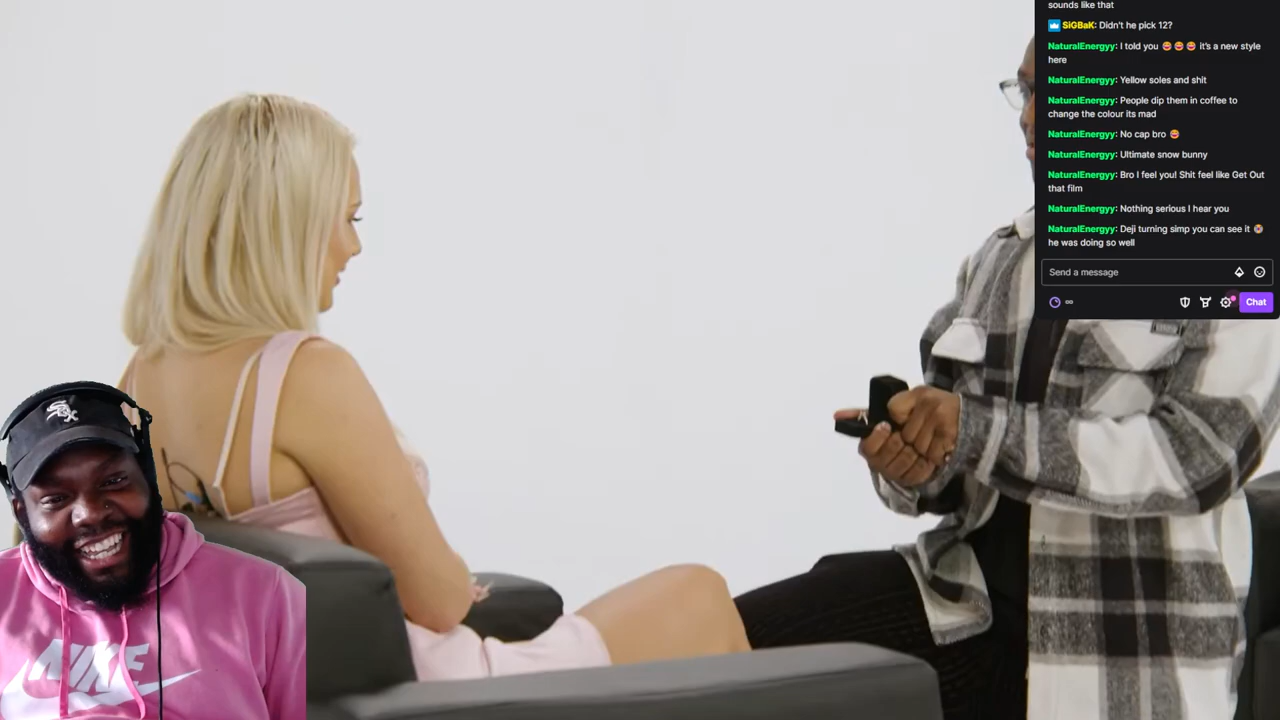 sounds like that
SiGBaK: Didn't he pick 12?
NaturalEnergyy: I told you 😂😂😂 it's a new style
here
NaturalEnergyy: Yellow soles and shit
NaturalEnergyy: People dip them in coffee to
change the colour its mad
NaturalEnergyy: No cap bro 😂
NaturalEnergyy: Ultimate snow bunny
NaturalEnergyy: Bro I feel you! Shit feel like Get Out
that film
NaturalEnergyy: Nothing serious I hear you
NaturalEnergyy: Deji turning simp you can see it 😭
he was doing so well
Send a message
∞
Chat
SOX
NIKE